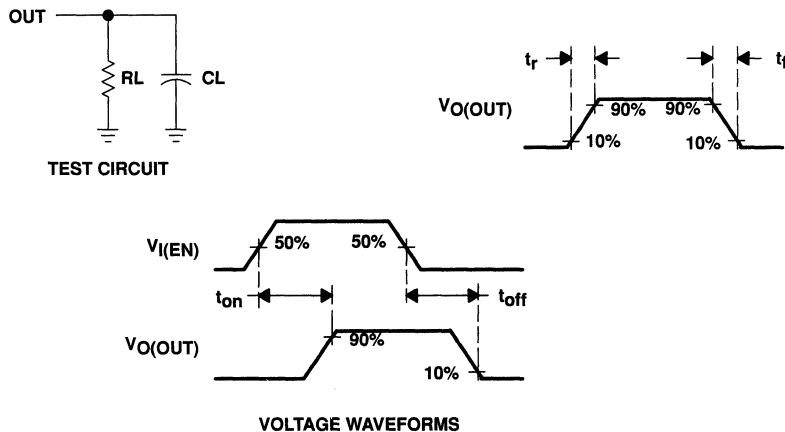 OUT
RL
CL
TEST CIRCUIT
tr
tf
VO(OUT)
90%
90%
10%
10%
VI(EN)
50%
50%
ton
toff
VO(OUT)
90%
10%
VOLTAGE WAVEFORMS